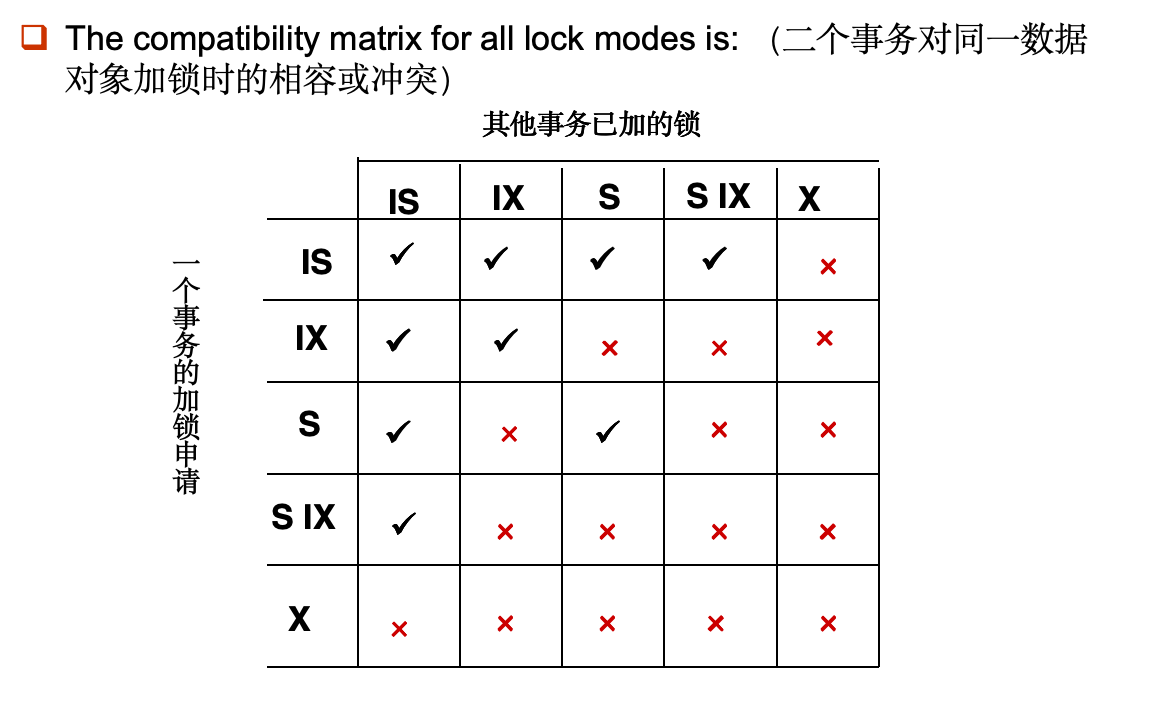 ❑ The compatibility matrix for all lock modes is: (二个事务对同一数据
对象加锁时的相容或冲突)
其他事务已加的锁
IS IX S S IX X
一个事务的加锁申请
IS ✓ ✓ ✓ ✓ ×
IX ✓ ✓ × × ×
S ✓ × ✓ × ×
S IX ✓ × × × ×
X × × × × ×